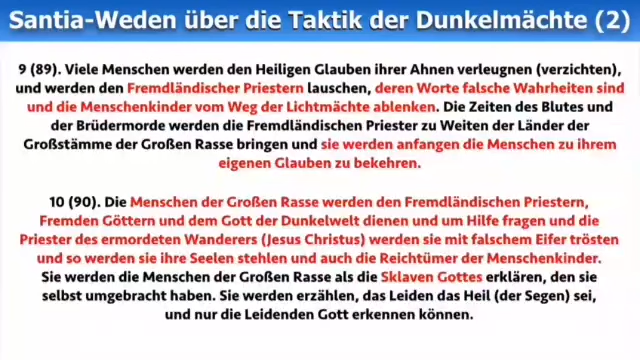 Santia-Weden über die Taktik der Dunkelmächte (2)
9 (89). Viele Menschen werden den Heiligen Glauben ihrer Ahnen verleugnen (verzichten),
und werden den Fremdländischer Priestern lauschen, deren Worte falsche Wahrheiten sind
und die Menschenkinder vom Weg der Lichtmächte ablenken. Die Zeiten des Blutes und
der Brüdermorde werden die Fremdländischen Priester zu Weiten der Länder der
Großstämme der Großen Rasse bringen und sie werden anfangen die Menschen zu ihrem
eigenen Glauben zu bekehren.
10 (90). Die Menschen der Großen Rasse werden den Fremdländischen Priestern,
Fremden Göttern und dem Gott der Dunkelwelt dienen und um Hilfe fragen und die
Priester des ermordeten Wanderers (Jesus Christus) werden sie mit falschem Eifer trösten
und so werden sie ihre Seelen stehlen und auch die Reichtümer der Menschenkinder.
Sie werden die Menschen der Großen Rasse als die Sklaven Gottes erklären, den sie
selbst umgebracht haben. Sie werden erzählen, das Leiden das Heil (der Segen) sei,
und nur die Leidenden Gott erkennen können.